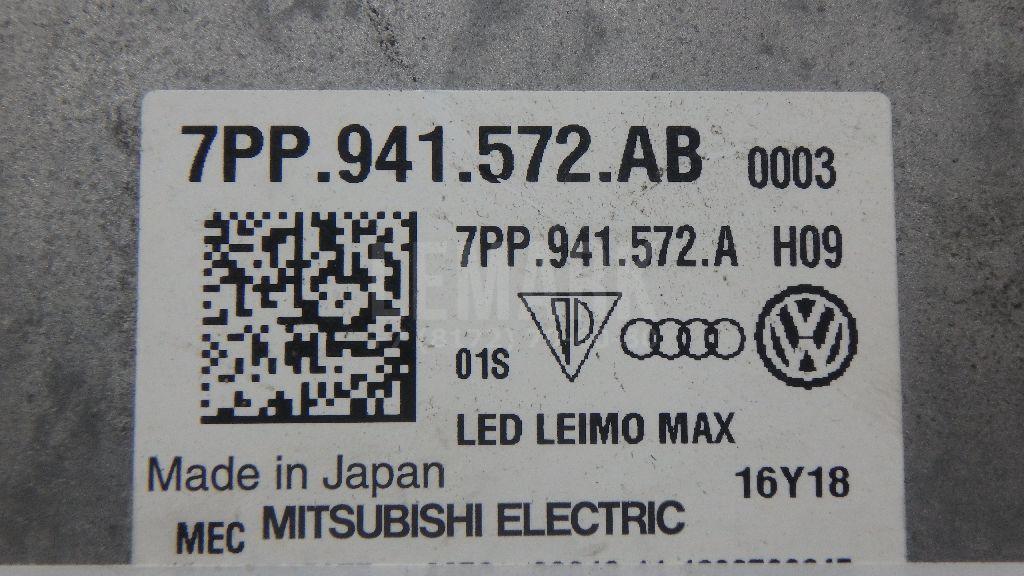 7PP.941.572.AB 0003
7PP.941.572.A H09
01S
LED LEIMO MAX
Made in Japan 16Y18
MEC MITSUBISHI ELECTRIC